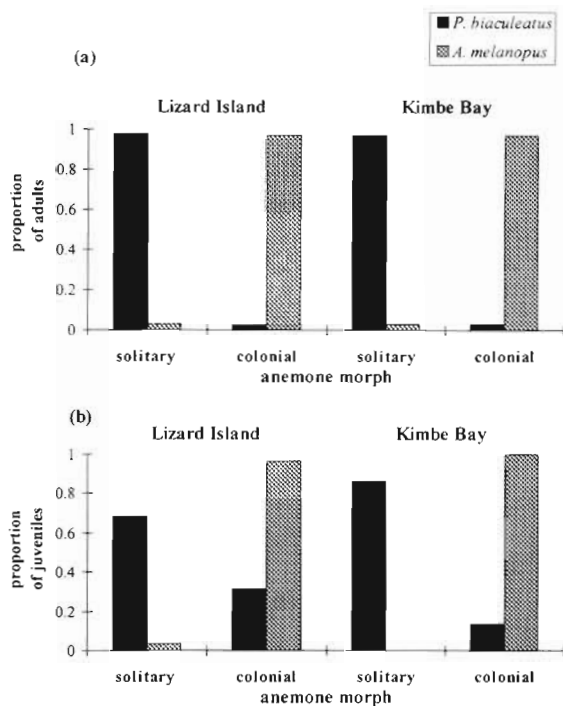 P. biaculeatus
A. melanopus
(a)
Lizard Island Kimbe Bay
proportion
of adults
1
0.8
0.6
0.4
0.2
0
solitary colonial solitary colonial
anemone morph
(b)
Lizard Island Kimbe Bay
proportion
of juveniles
1
0.8
0.6
0.4
0.2
0
solitary colonial solitary colonial
anemone morph